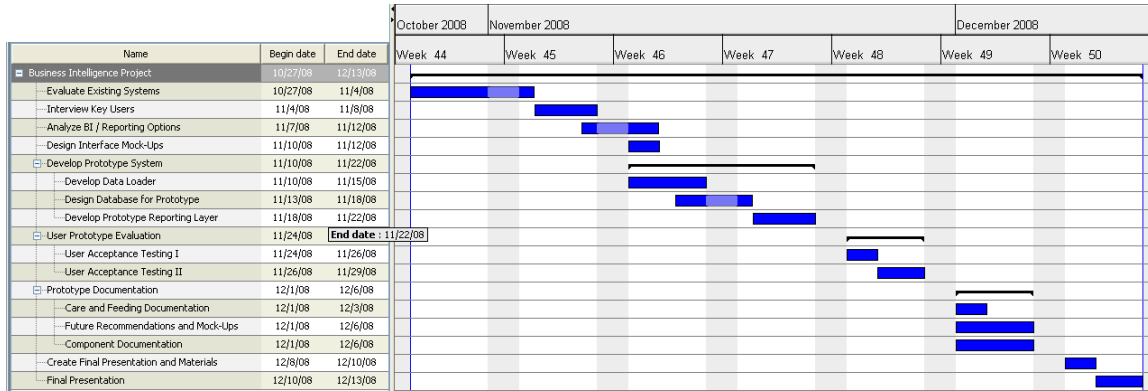 October 2008 November 2008 December 2008
Name Begin date End date Week 44 Week 45 Week 46 Week 47 Week 48 Week 49 Week 50
Business Intelligence Project 10/27/08 12/13/08
Evaluate Existing Systems 10/27/08 11/4/08
Interview Key Users 11/4/08 11/8/08
Analyze BI / Reporting Options 11/7/08 11/12/08
Design Interface Mock-Ups 11/10/08 11/12/08
Develop Prototype System 11/10/08 11/22/08
Develop Data Loader 11/10/08 11/15/08
Design Database for Prototype 11/13/08 11/18/08
Develop Prototype Reporting Layer 11/18/08 11/22/08
User Prototype Evaluation 11/24/08 End date : 11/22/08
User Acceptance Testing I 11/24/08 11/26/08
User Acceptance Testing II 11/26/08 11/29/08
Prototype Documentation 12/1/08 12/6/08
Care and Feeding Documentation 12/1/08 12/3/08
Future Recommendations and Mock-Ups 12/1/08 12/6/08
Component Documentation 12/1/08 12/6/08
Create Final Presentation and Materials 12/8/08 12/10/08
Final Presentation 12/10/08 12/13/08